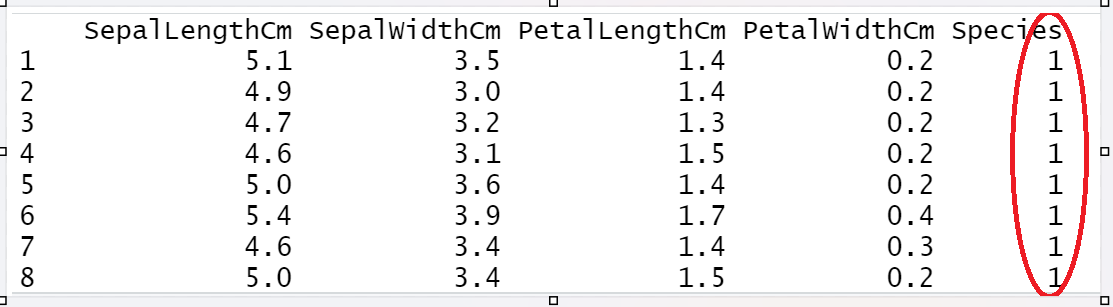 SepalLengthCm SepalWidthCm PetalLengthCm PetalWidthCm Species
1 5.1 3.5 1.4 0.2 1
2 4.9 3.0 1.4 0.2 1
3 4.7 3.2 1.3 0.2 1
4 4.6 3.1 1.5 0.2 1
5 5.0 3.6 1.4 0.2 1
6 5.4 3.9 1.7 0.4 1
7 4.6 3.4 1.4 0.3 1
8 5.0 3.4 1.5 0.2 1